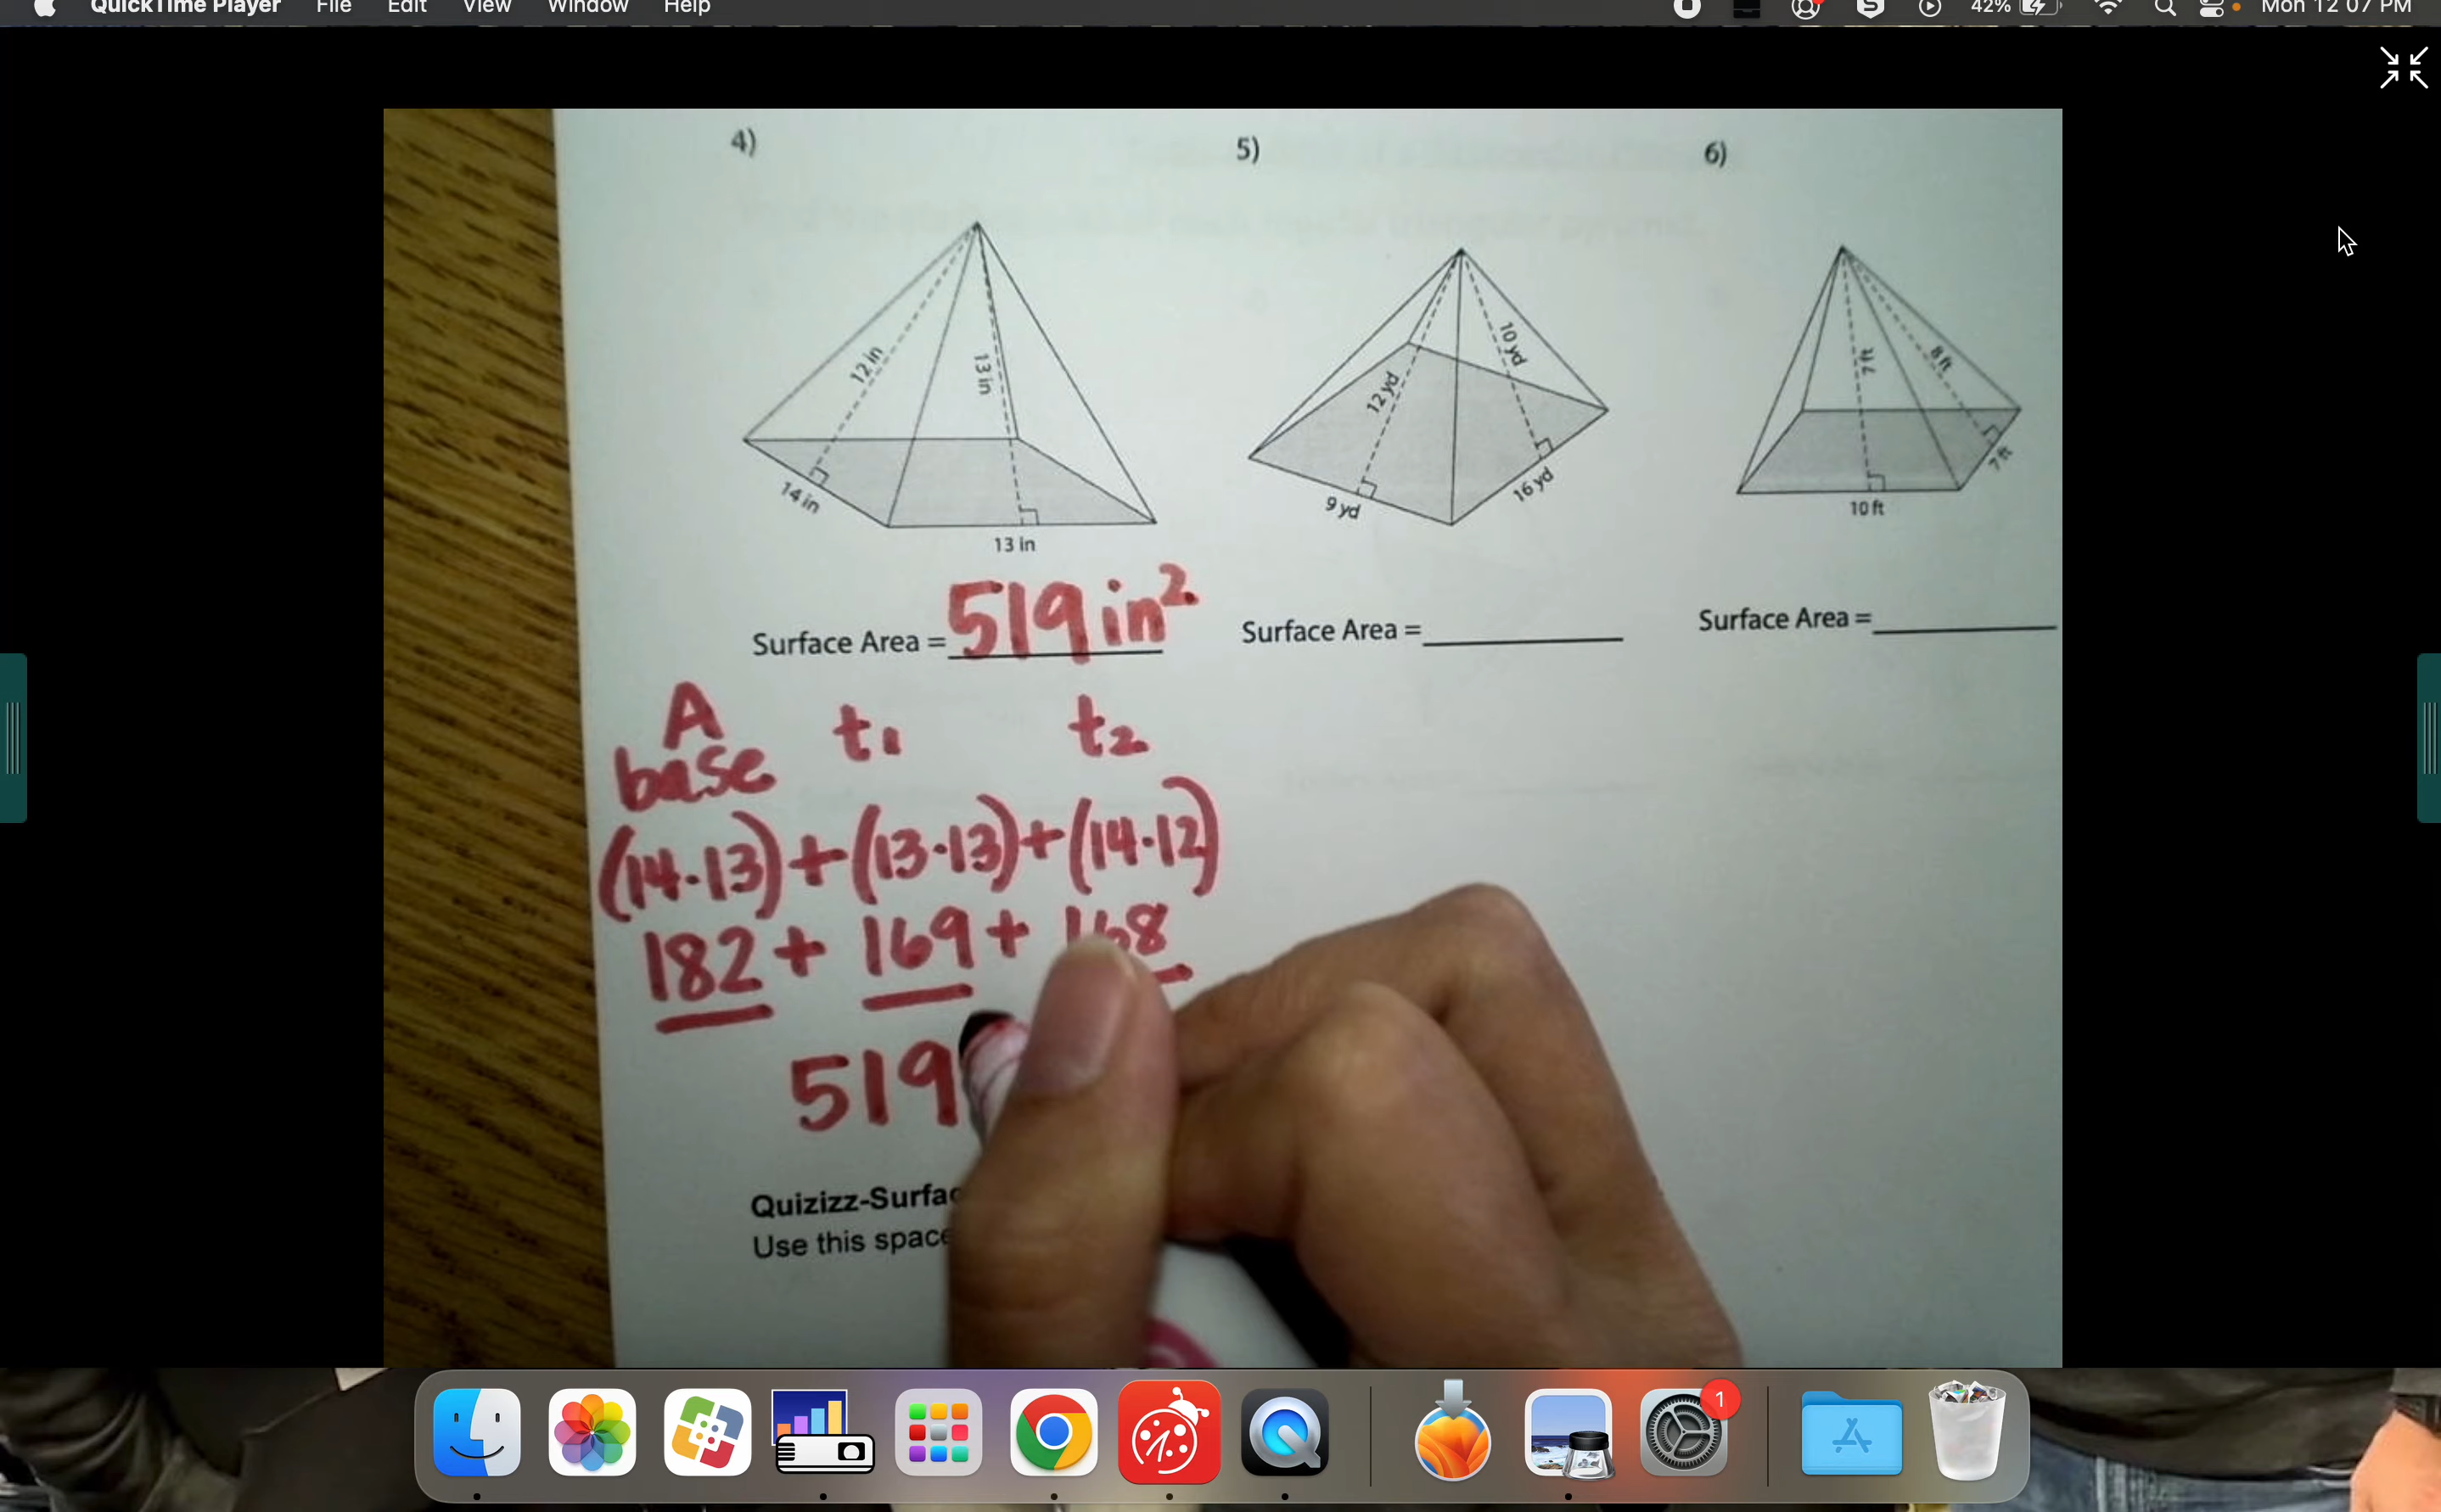 QuickTime Player File Edit View Window Help 42% Mon 12 07 PM
4) 5) 6)
12 in
13 in
14 in
13 in
12 yd
10 yd
9 yd
16 yd
7 ft
8 ft
7 ft
10 ft
Surface Area = 519 in²
Surface Area =
Surface Area =
A base t₁ t₂
(14·13)+(13·13)+(14·12)
182 + 169 + 168
519
Quizizz-Surfac
Use this space
1